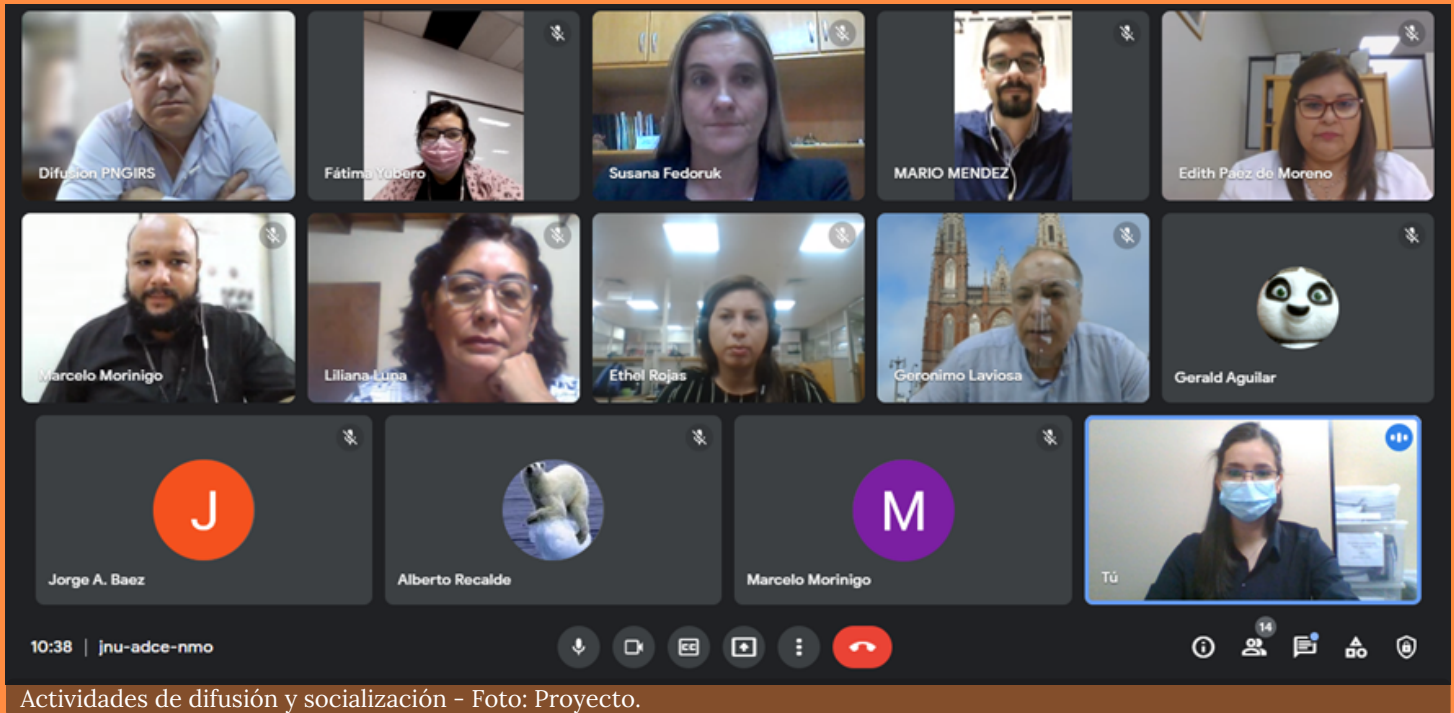 Difusion PNGIRS
Fátima Yubero
Susana Fedoruk
MARIO MENDEZ
Edith Paez de Moreno
Marcelo Morinigo
Liliana Luna
Ethel Rojas
Geronimo Laviosa
Gerald Aguilar
J
Jorge A. Baez
Alberto Recalde
M
Marcelo Morinigo
Tú
10:38 | jnu-adce-nmo
CC
14
Actividades de difusión y socialización - Foto: Proyecto.